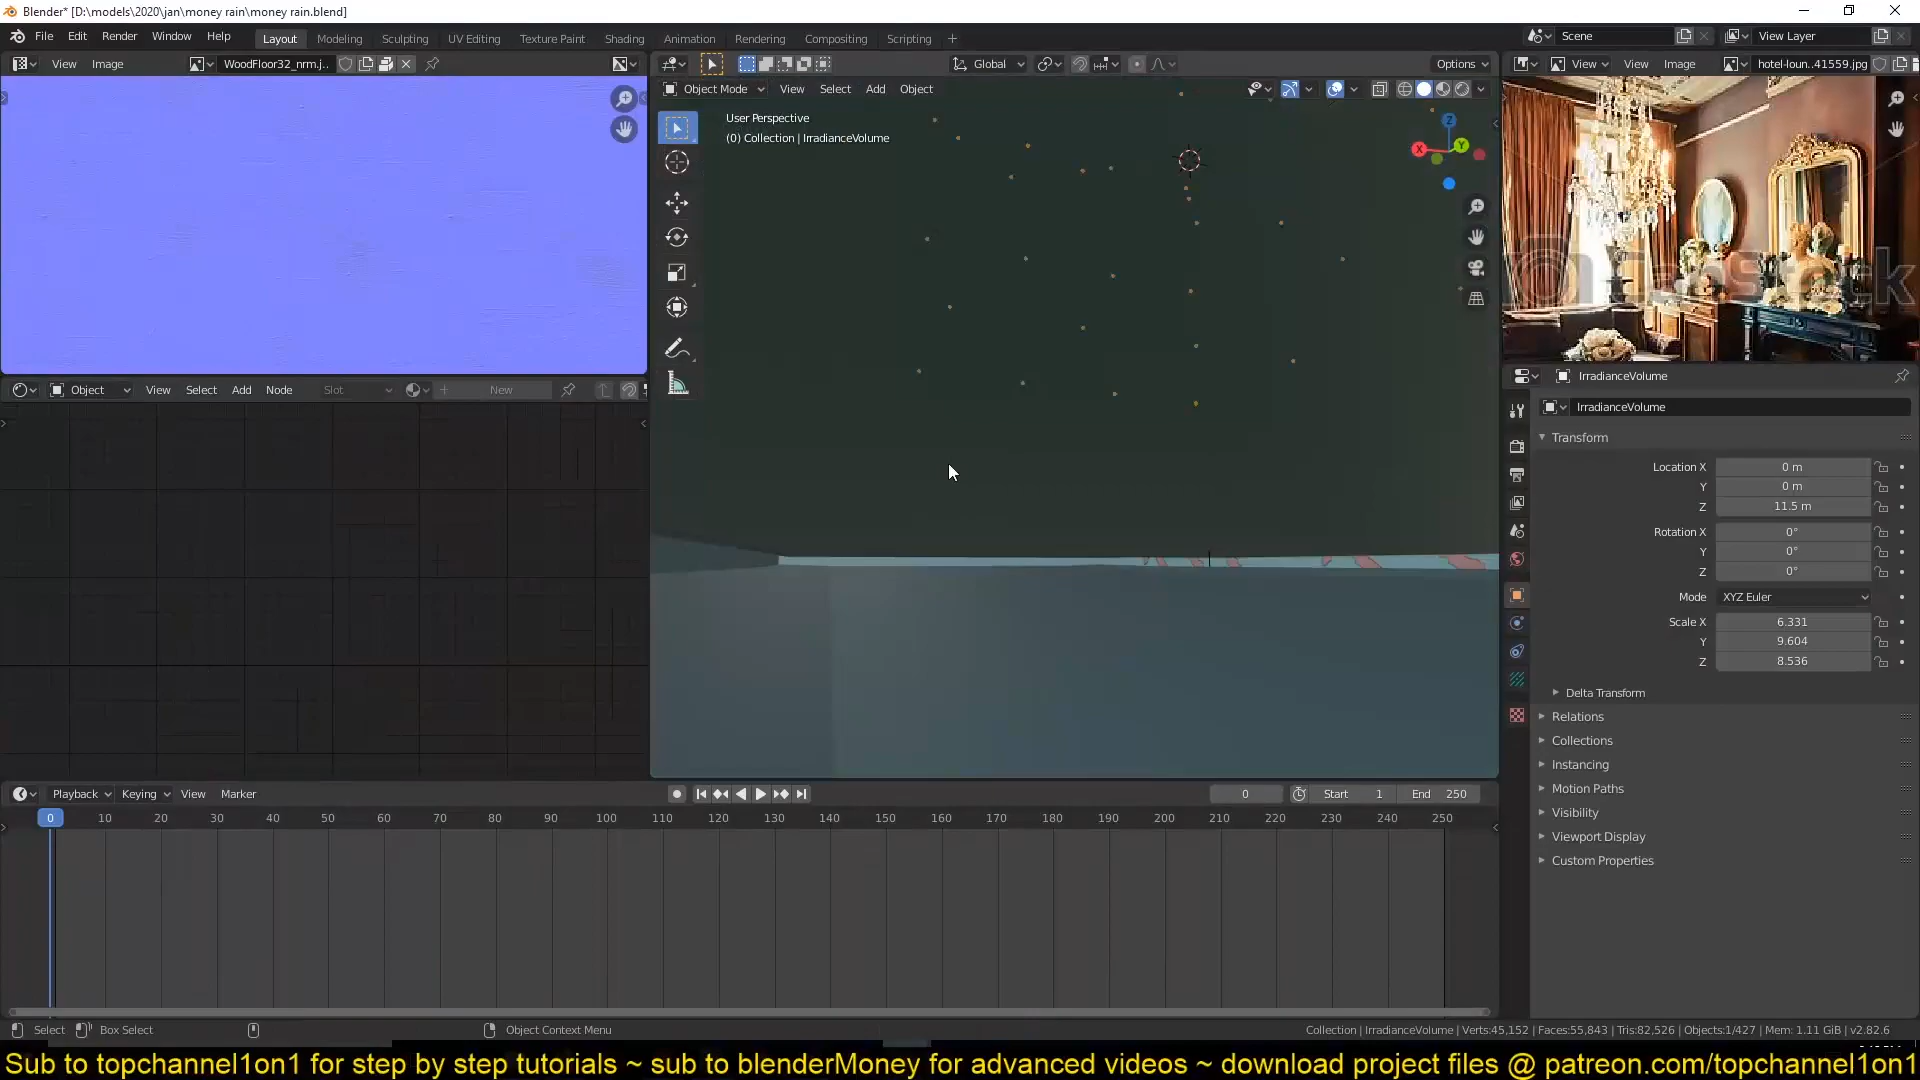 Blender* [D:\models\2020\jan\money rain\money rain.blend]
File Edit Render Window Help
Layout Modeling Sculpting UV Editing Texture Paint Shading Animation Rendering Compositing Scripting
Scene
View Layer
View Image WoodFloor32_nrm.j..
Global
Options
View View Image hotel-loun..41559.jpg
Object Mode View Select Add Object
User Perspective
(0) Collection | IrradianceVolume
X Y Z
Object View Select Add Node Slot New
IrradianceVolume
IrradianceVolume
Transform
Location X 0 m
Y 0 m
Z 11.5 m
Rotation X 0°
Y 0°
Z 0°
Mode XYZ Euler
Scale X 6.331
Y 9.604
Z 8.536
Delta Transform
Relations
Collections
Instancing
Motion Paths
Visibility
Viewport Display
Custom Properties
Playback Keying View Marker
0 Start 1 End 250
0 10 20 30 40 50 60 70 80 90 100 110 120 130 140 150 160 170 180 190 200 210 220 230 240 250
Select Box Select Object Context Menu
Collection | IrradianceVolume | Verts:45,152 | Faces:55,843 | Tris:82,526 | Objects:1/427 | Mem: 1.11 GiB | v2.82.6
Sub to topchannel1on1 for step by step tutorials ~ sub to blenderMoney for advanced videos ~ download project files @ patreon.com/topchannel1on1